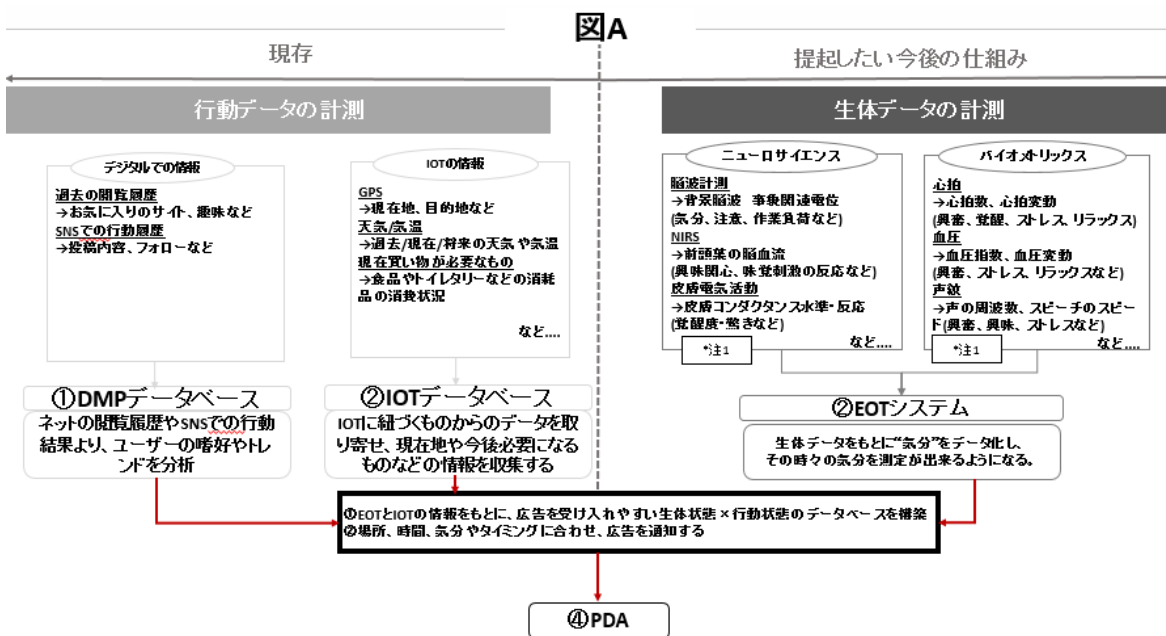 図A
現存
提起したい今後の仕組み
行動データの計測
生体データの計測
デジタルでの情報
過去の閲覧履歴
→お気に入りのサイト、趣味など
SNSでの行動履歴
→投稿内容、フォローなど
IOTの情報
GPS
→現在地、目的地など
天気/気温
→過去/現在/将来の天気や気温
現在買い物が必要なもの
→食品やトイレタリーなどの消耗
品の消費状況
など....
ニューロサイエンス
脳波計測
→背景脳波　事象関連電位
(気分、注意、作業負荷など)
NIRS
→前頭葉の脳血流
(興味関心、味覚刺激の反応など)
皮膚電気活動
→皮膚コンダクタンス水準・反応
(覚醒度・驚きなど)
など....
*注1
バイオメトリックス
心拍
→心拍数、心拍変動
(興奮、覚醒、ストレス、リラックス)
血圧
→血圧指数、血圧変動
(興奮、ストレス、リラックスなど)
声紋
→声の周波数、スピーチのスピー
ド(興奮、興味、ストレスなど)
など....
*注1
①DMPデータベース
ネットの閲覧履歴やSNSでの行動
結果より、ユーザーの嗜好やトレ
ンドを分析
②IOTデータベース
IOTに紐づくものからのデータを取
り寄せ、現在地や今後必要になる
ものなどの情報を収集する
②EOTシステム
生体データをもとに“気分”をデータ化し、
その時々の気分を測定が出来るようになる。
①EOTとIOTの情報をもとに、広告を受け入れやすい生体状態×行動状態のデータベースを構築
②場所、時間、気分やタイミングに合わせ、広告を通知する
④PDA